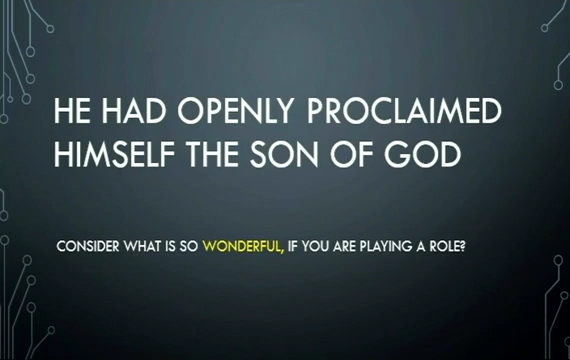 HE HAD OPENLY PROCLAIMED
HIMSELF THE SON OF GOD
CONSIDER WHAT IS SO WONDERFUL, IF YOU ARE PLAYING A ROLE?